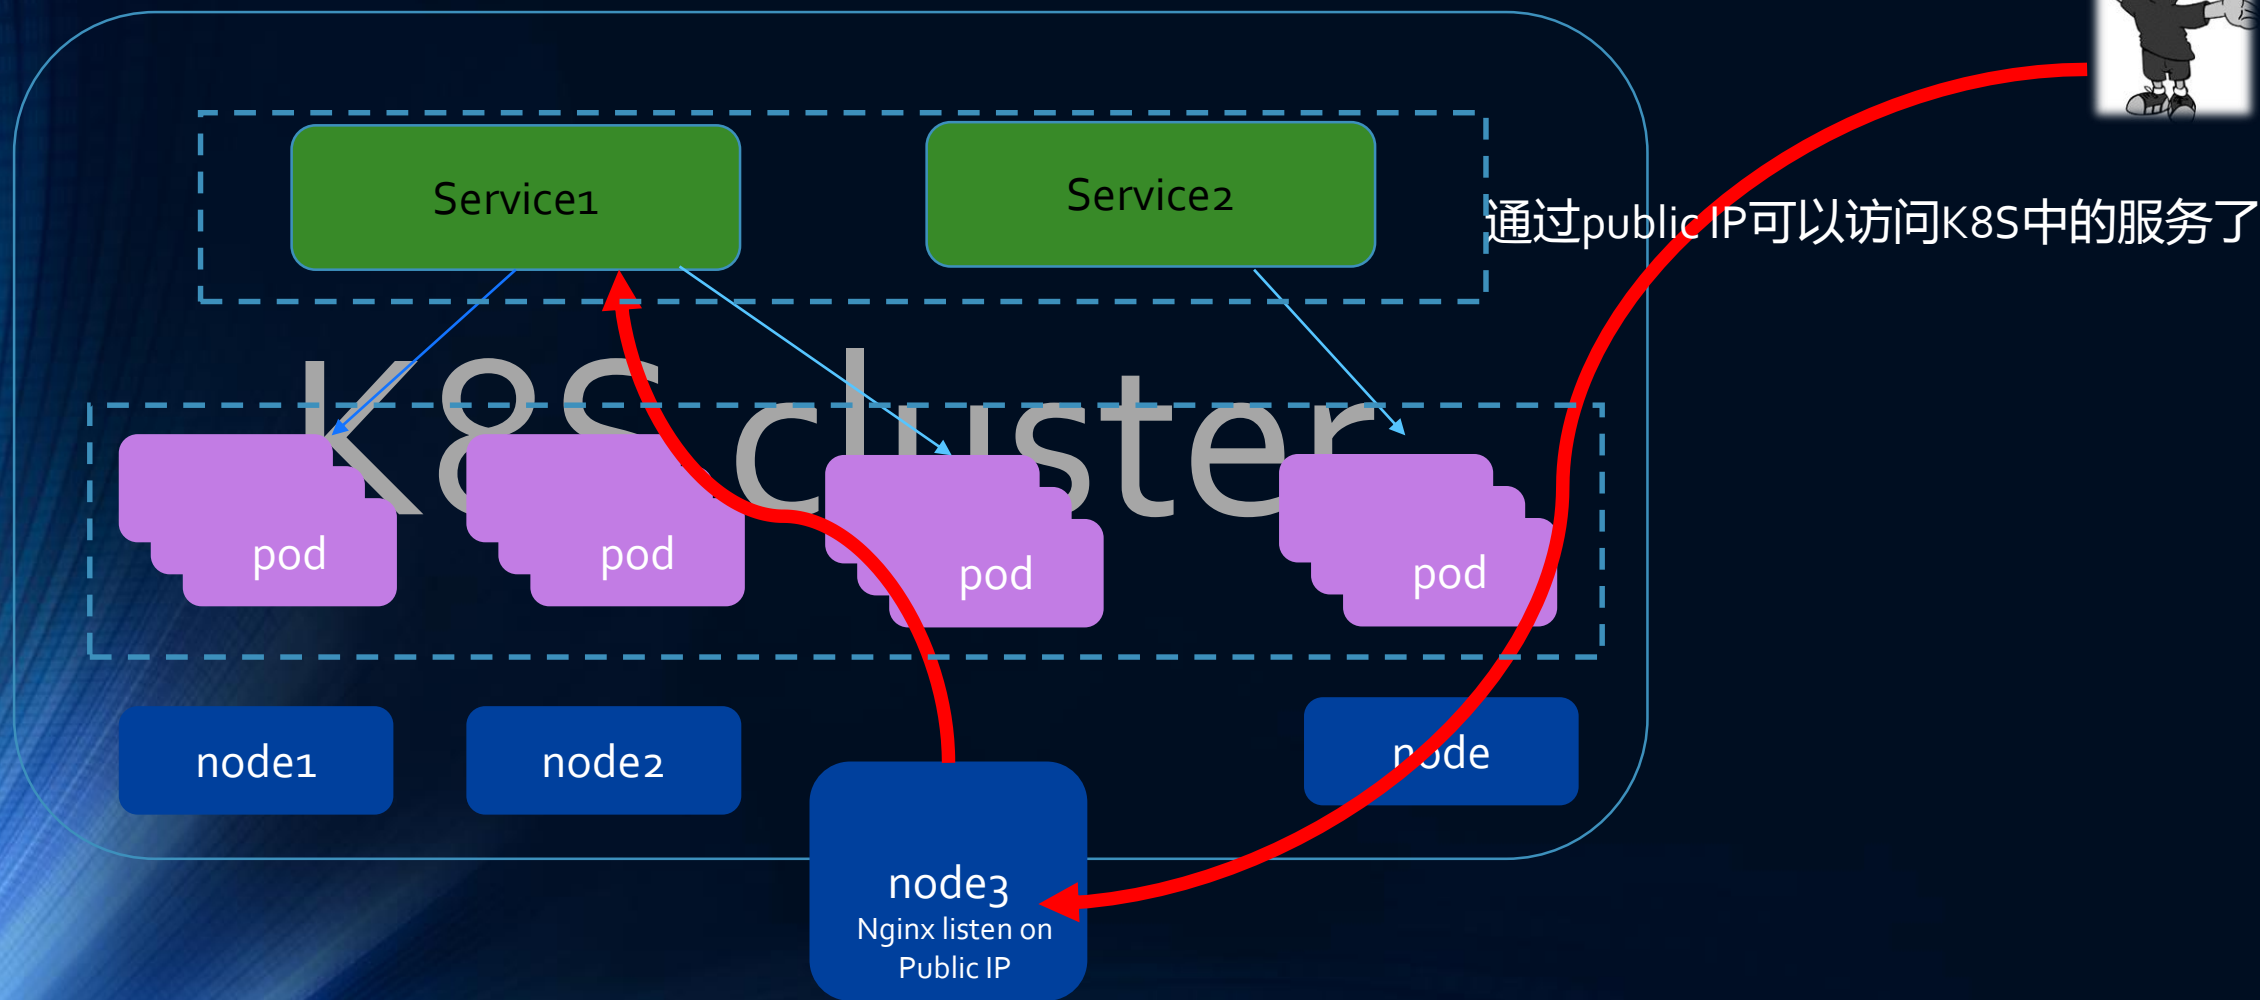 Service1
Service2
通过public IP可以访问K8S中的服务了
K8S cluster
pod
pod
pod
pod
node1
node2
node
node3
Nginx listen on
Public IP